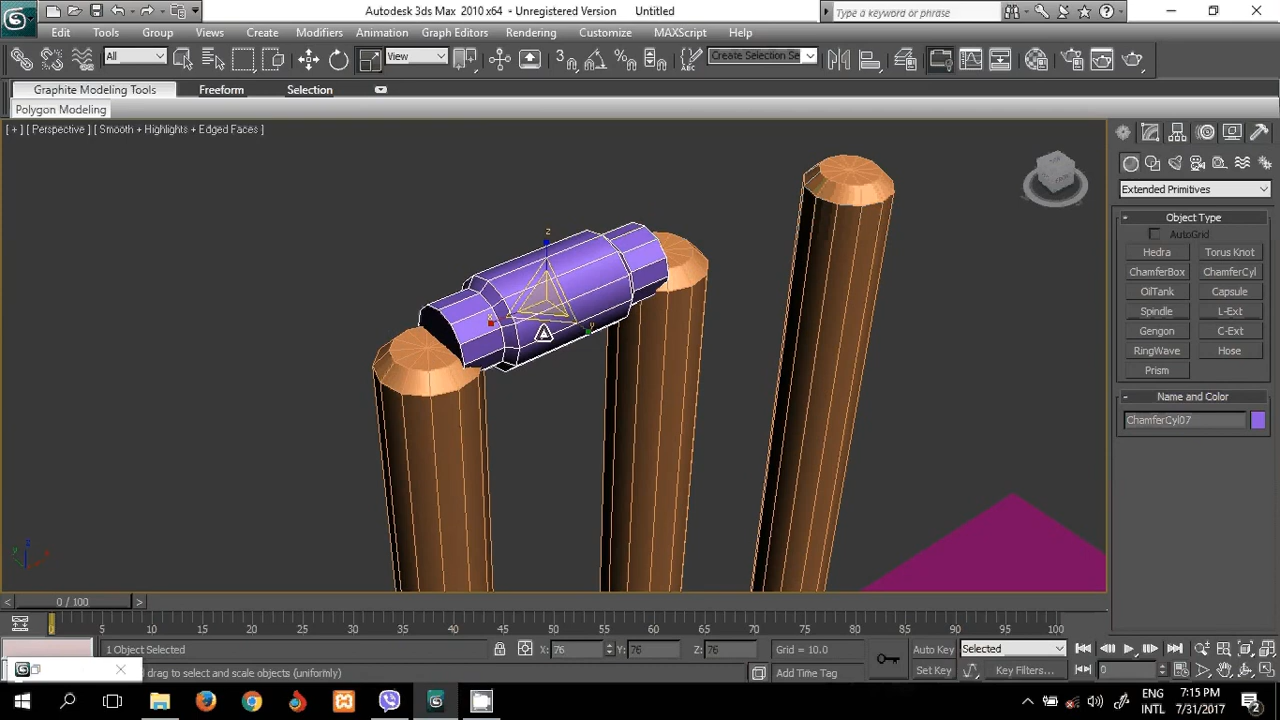 Autodesk 3ds Max 2010 x64 - Unregistered Version Untitled
Type a keyword or phrase
Edit Tools Group Views Create Modifiers Animation Graph Editors Rendering Customize MAXScript Help
All View 3 Create Selection Se
Graphite Modeling Tools Freeform Selection
Polygon Modeling
[ + ] [ Perspective ] [ Smooth + Highlights + Edged Faces ]
Extended Primitives
- Object Type
AutoGrid
Hedra Torus Knot
ChamferBox ChamferCyl
OilTank Capsule
Spindle L-Ext
Gengon C-Ext
RingWave Hose
Prism
- Name and Color
ChamferCyl07
z
x
y
z
y
x
< 0 / 100 >
0 5 10 15 20 25 30 35 40 45 50 55 60 65 70 75 80 85 90 95 100
1 Object Selected X: 76 Y: 76 Z: 76 Grid = 10.0 Auto Key Selected
drag to select and scale objects (uniformly) Add Time Tag Set Key Key Filters... 0
ENG 7:15 PM
INTL 7/31/2017 2